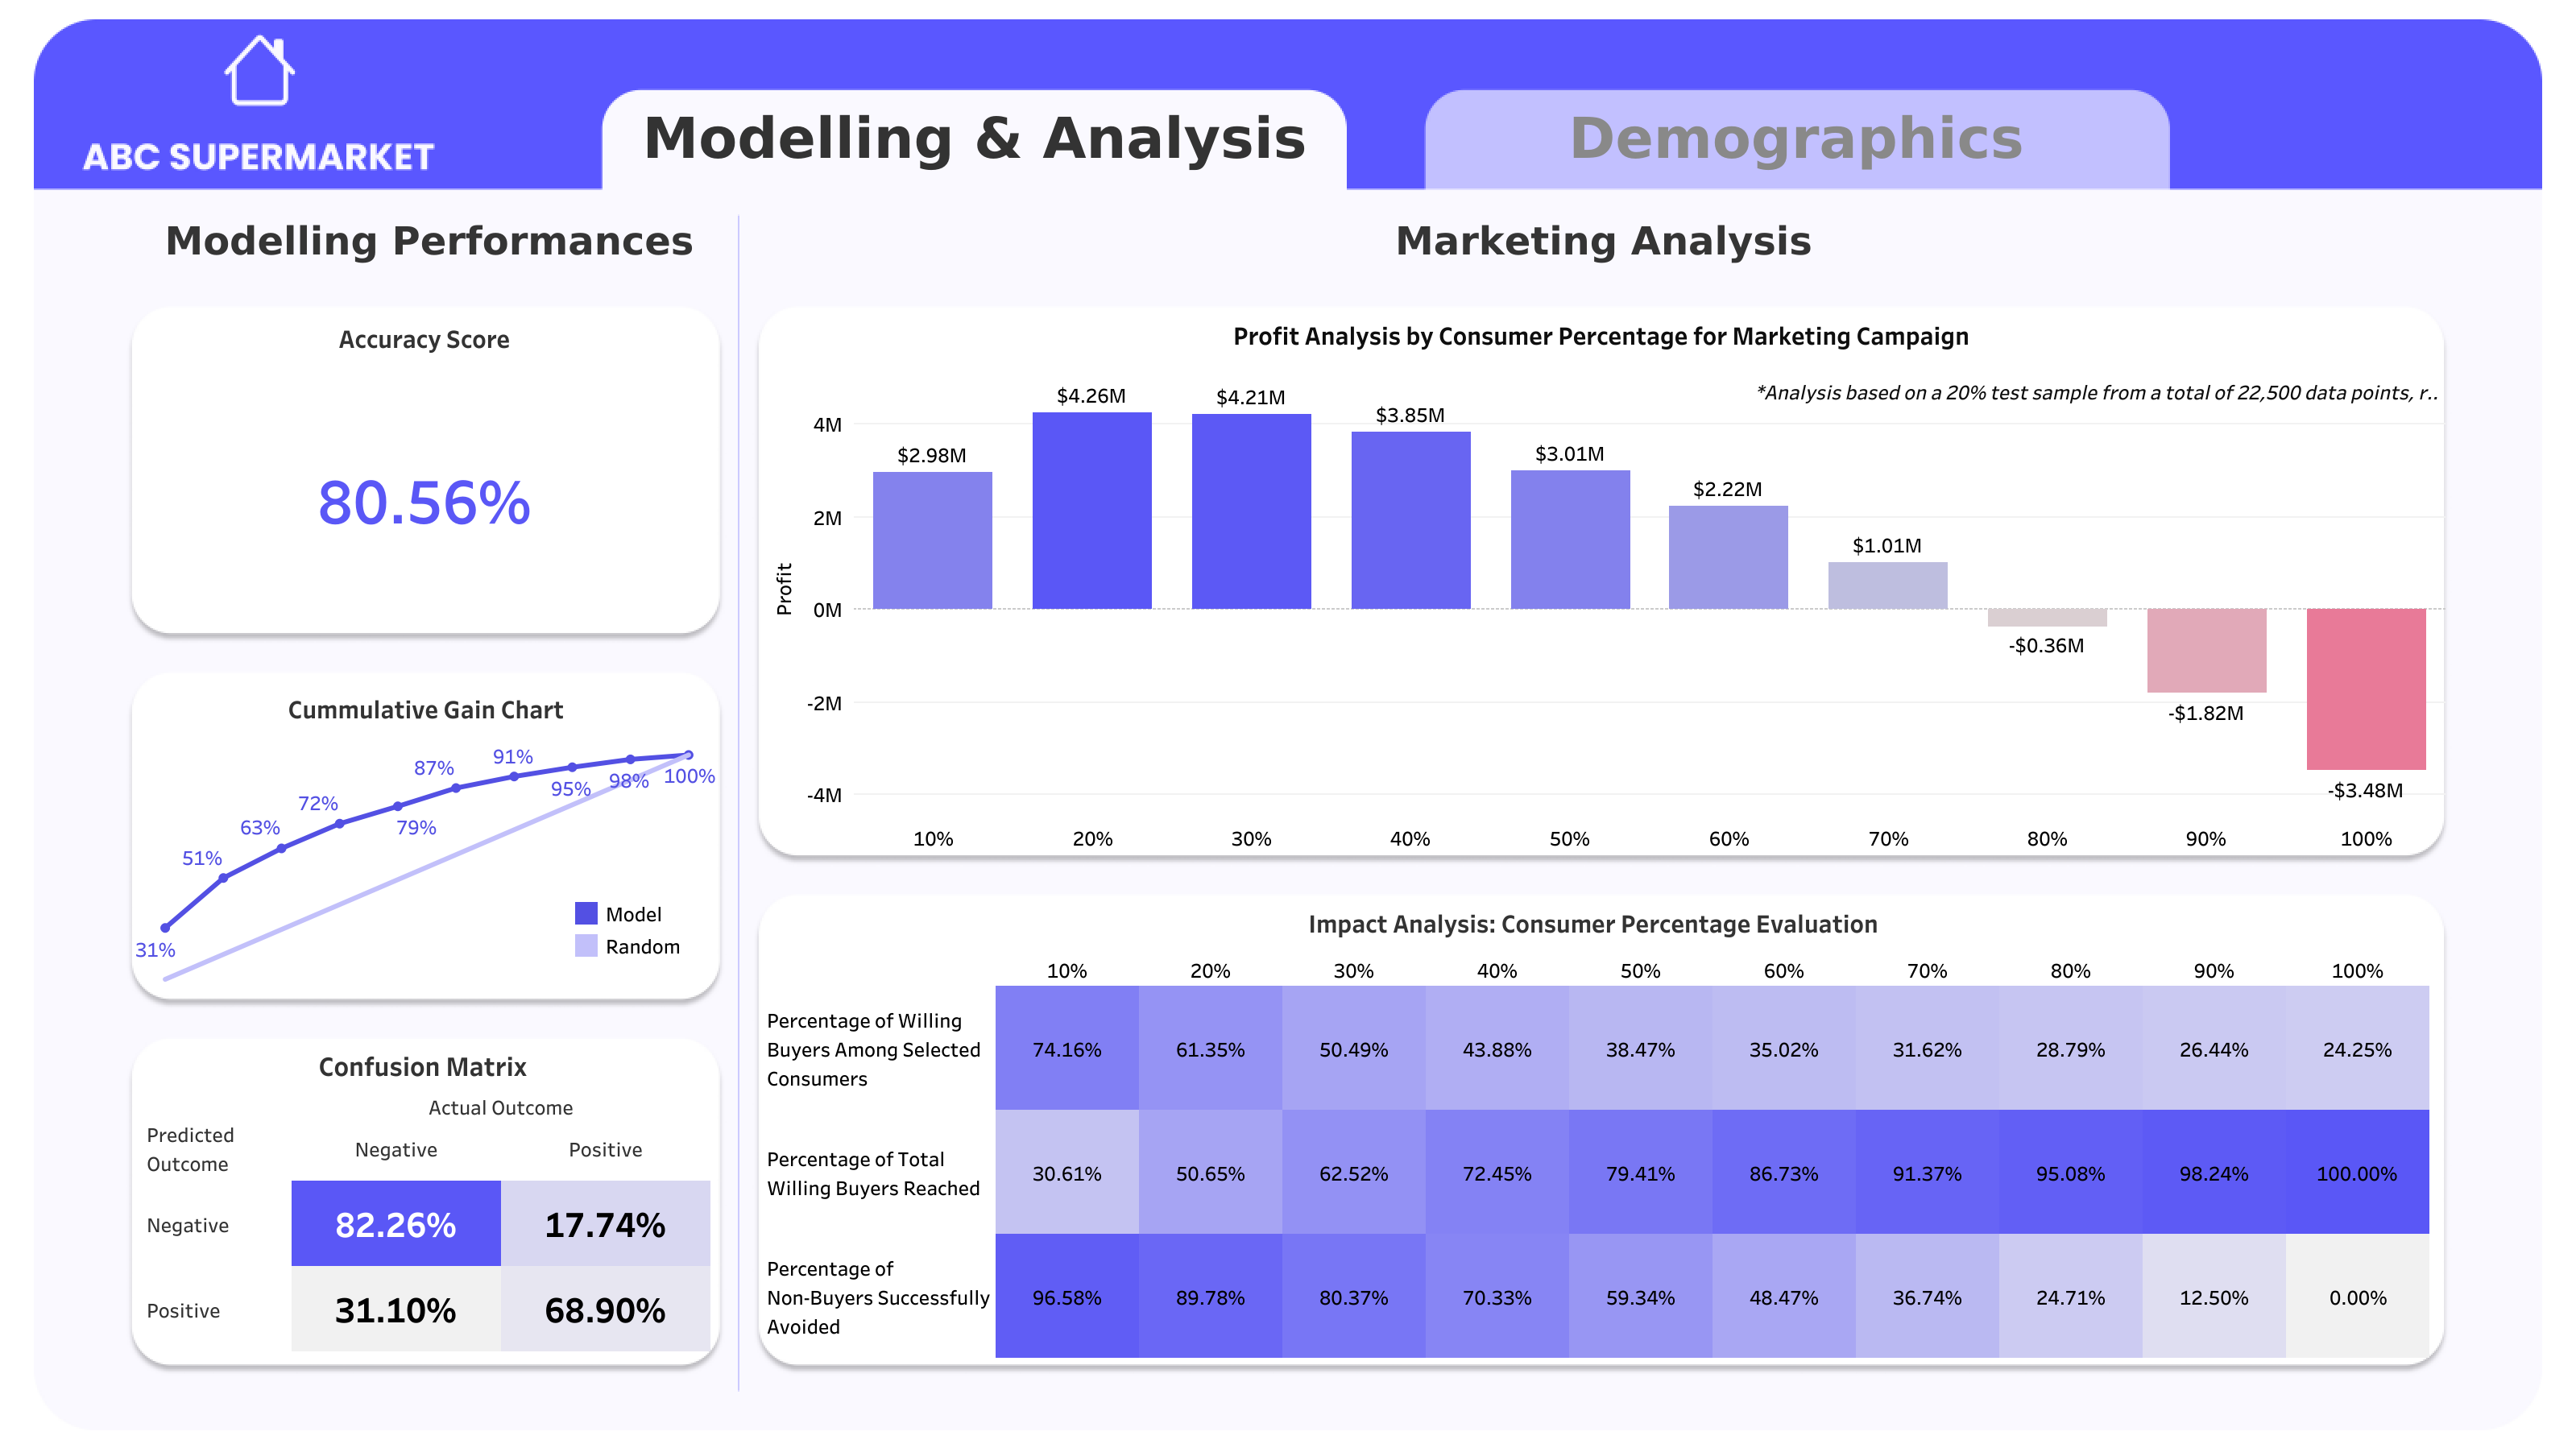 ABC SUPERMARKET
Modelling & Analysis
Demographics
Modelling Performances
Accuracy Score
80.56%
Cummulative Gain Chart
31%
51%
63%
72%
79%
87%
91%
95%
98%
100%
Model
Random
Confusion Matrix
Actual Outcome
Predicted
Outcome
Negative
Positive
Negative
82.26%
17.74%
Positive
31.10%
68.90%
Marketing Analysis
Profit Analysis by Consumer Percentage for Marketing Campaign
*Analysis based on a 20% test sample from a total of 22,500 data points, r..
Profit
4M
2M
0M
-2M
-4M
$2.98M
$4.26M
$4.21M
$3.85M
$3.01M
$2.22M
$1.01M
-$0.36M
-$1.82M
-$3.48M
10%
20%
30%
40%
50%
60%
70%
80%
90%
100%
Impact Analysis: Consumer Percentage Evaluation
10% 20% 30% 40% 50% 60% 70% 80% 90% 100%
Percentage of Willing
Buyers Among Selected
Consumers
74.16% 61.35% 50.49% 43.88% 38.47% 35.02% 31.62% 28.79% 26.44% 24.25%
Percentage of Total
Willing Buyers Reached
30.61% 50.65% 62.52% 72.45% 79.41% 86.73% 91.37% 95.08% 98.24% 100.00%
Percentage of
Non-Buyers Successfully
Avoided
96.58% 89.78% 80.37% 70.33% 59.34% 48.47% 36.74% 24.71% 12.50% 0.00%